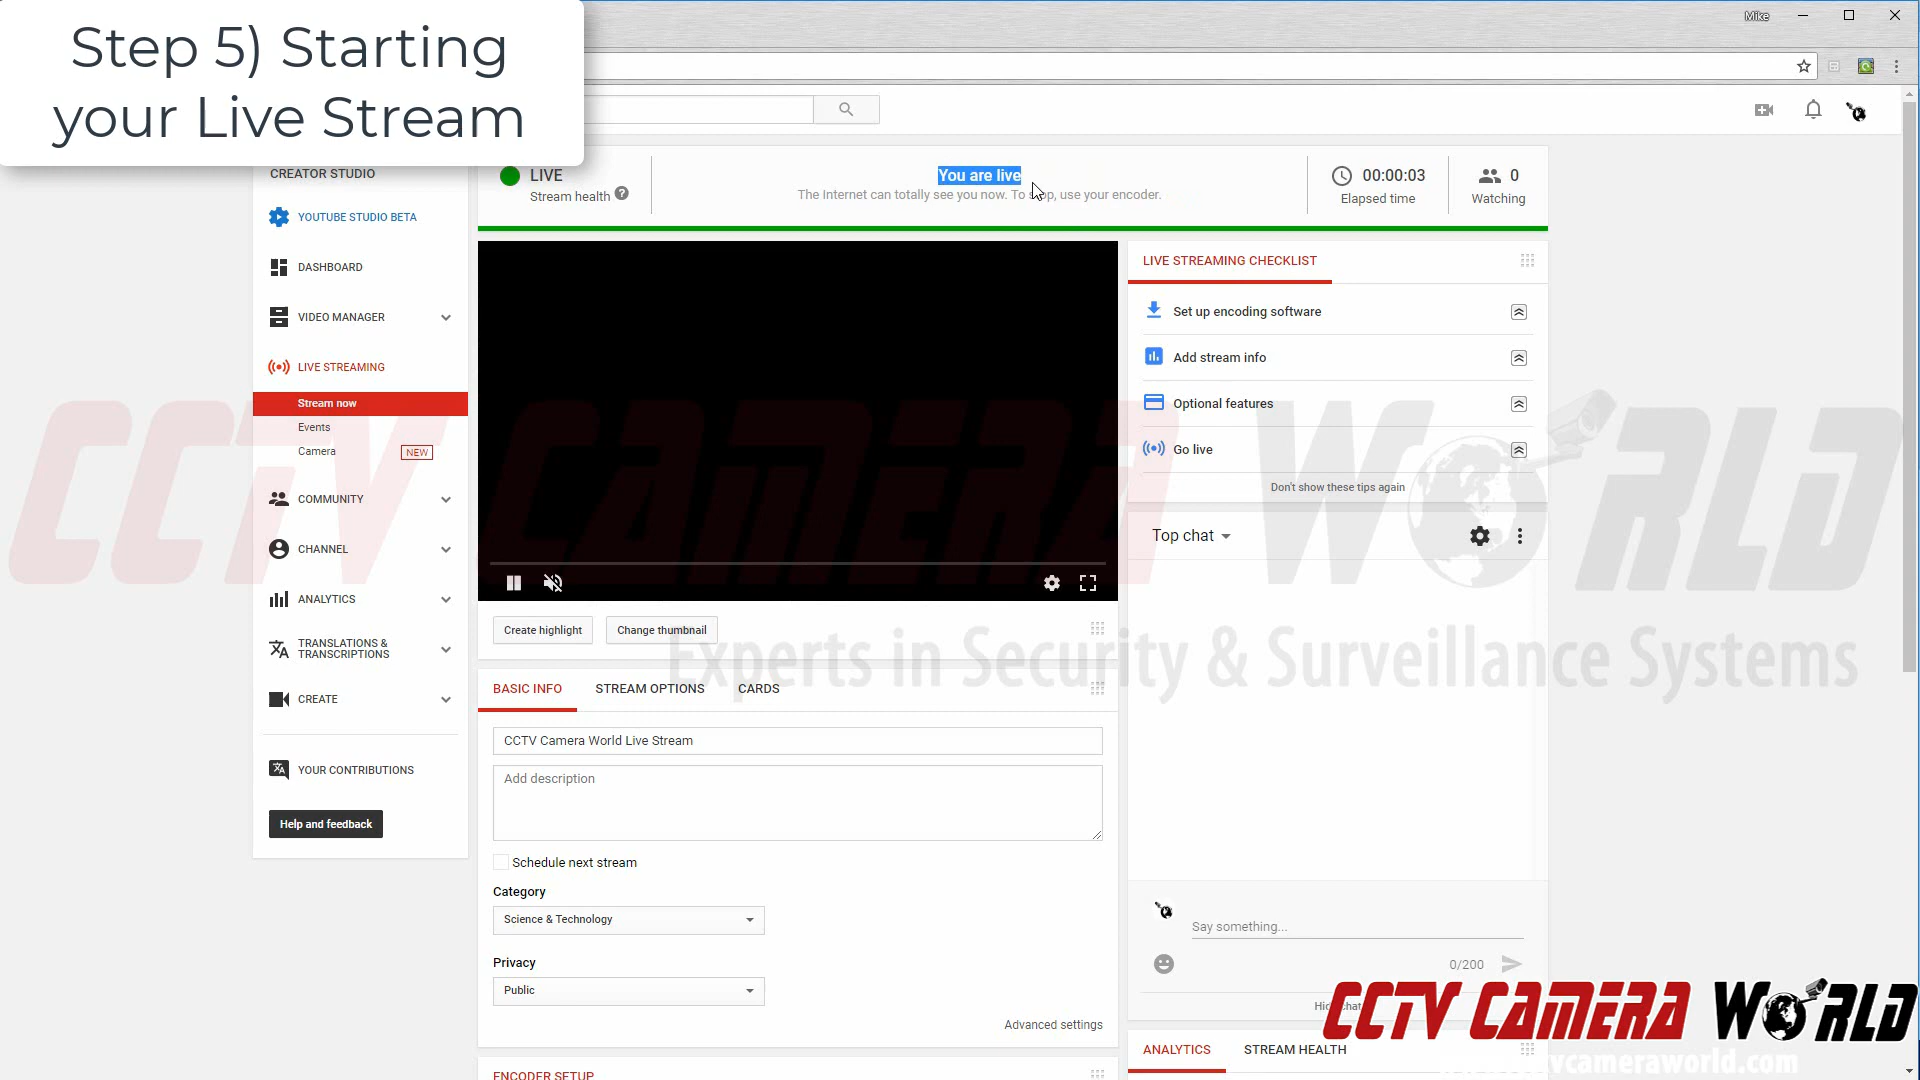 Step 5) Starting
your Live Stream
Mike
CREATOR STUDIO
YOUTUBE STUDIO BETA
DASHBOARD
VIDEO MANAGER
LIVE STREAMING
Stream now
Events
Camera NEW
COMMUNITY
CHANNEL
ANALYTICS
TRANSLATIONS &
TRANSCRIPTIONS
CREATE
YOUR CONTRIBUTIONS
Help and feedback
LIVE
Stream health ?
You are live
The Internet can totally see you now. To stop, use your encoder.
00:00:03
Elapsed time
0
Watching
Create highlight
Change thumbnail
BASIC INFO STREAM OPTIONS CARDS
CCTV Camera World Live Stream
Add description
Schedule next stream
Category
Science & Technology
Privacy
Public
Advanced settings
ENCODER SETUP
LIVE STREAMING CHECKLIST
Set up encoding software
Add stream info
Optional features
Go live
Don't show these tips again
Top chat
Say something...
0/200
ANALYTICS STREAM HEALTH
CCTV CAMERA WORLD
Experts in Security & Surveillance Systems
CCTV CAMERA WORLD